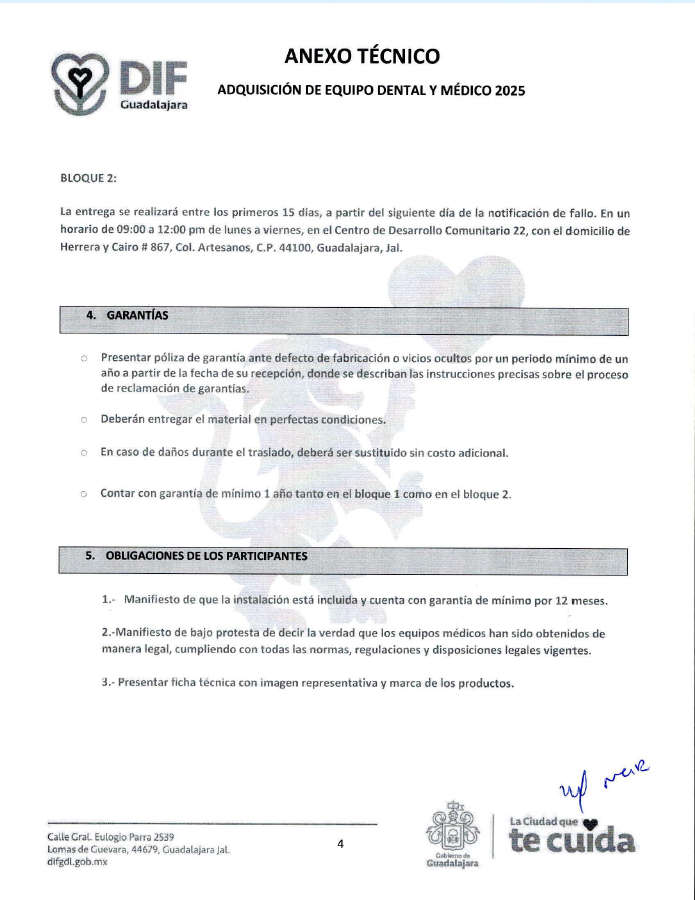 ANEXO TÉCNICO
DIF
Guadalajara
ADQUISICIÓN DE EQUIPO DENTAL Y MÉDICO 2025
BLOQUE 2:
La entrega se realizará entre los primeros 15 días, a partir del siguiente día de la notificación de fallo. En un
horario de 09:00 a 12:00 pm de lunes a viernes, en el Centro de Desarrollo Comunitario 22, con el domicilio de
Herrera y Cairo # 867, Col. Artesanos, C.P. 44100, Guadalajara, Jal.
4. GARANTÍAS
○ Presentar póliza de garantía ante defecto de fabricación o vicios ocultos por un periodo mínimo de un
año a partir de la fecha de su recepción, donde se describan las instrucciones precisas sobre el proceso
de reclamación de garantías.
○ Deberán entregar el material en perfectas condiciones.
○ En caso de daños durante el traslado, deberá ser sustituido sin costo adicional.
○ Contar con garantía de mínimo 1 año tanto en el bloque 1 como en el bloque 2.
5. OBLIGACIONES DE LOS PARTICIPANTES
1.- Manifiesto de que la instalación está incluida y cuenta con garantía de mínimo por 12 meses.
2.-Manifiesto de bajo protesta de decir la verdad que los equipos médicos han sido obtenidos de
manera legal, cumpliendo con todas las normas, regulaciones y disposiciones legales vigentes.
3.- Presentar ficha técnica con imagen representativa y marca de los productos.
Calle Gral. Eulogio Parra 2539
Lomas de Guevara, 44679, Guadalajara Jal.
difgdl.gob.mx
4
Gobierno de
Guadalajara
La Ciudad que
te cuida